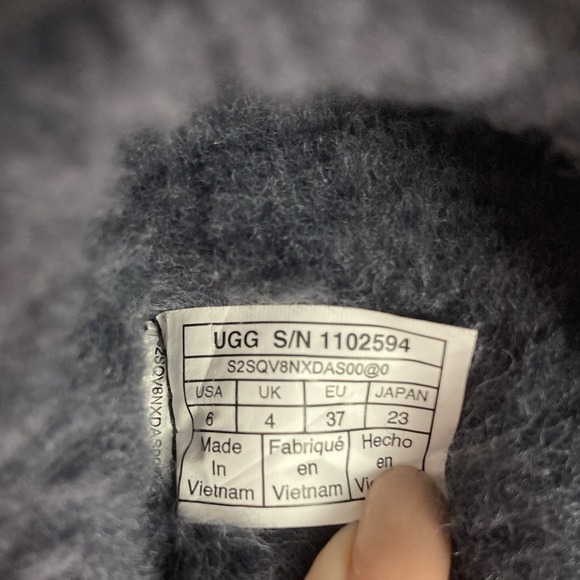 UGG S/N 1102594
S2SQV8NXDAS00@0
USA UK EU JAPAN
6 4 37 23
Made Fabriqué Hecho
In en en
Vietnam Vietnam